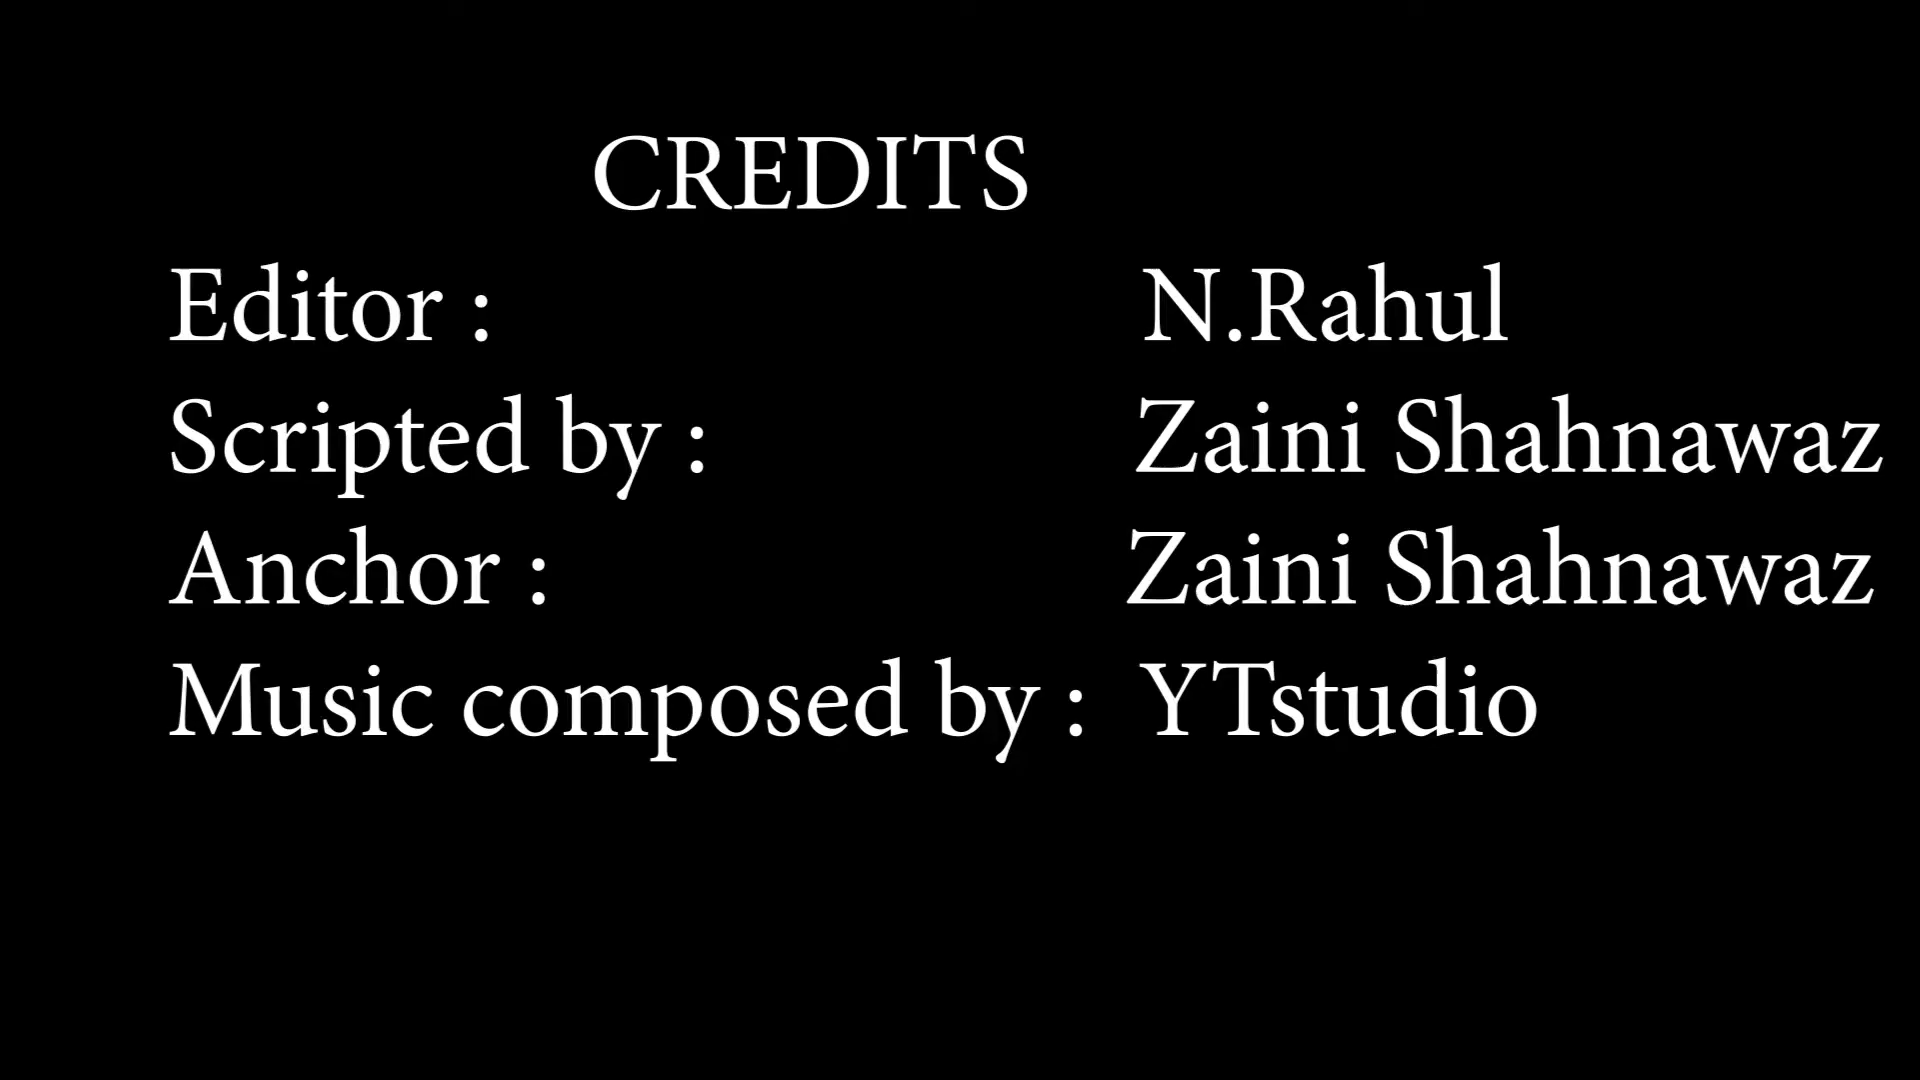 CREDITS
Editor : N.Rahul
Scripted by : Zaini Shahnawaz
Anchor : Zaini Shahnawaz
Music composed by : YTstudio